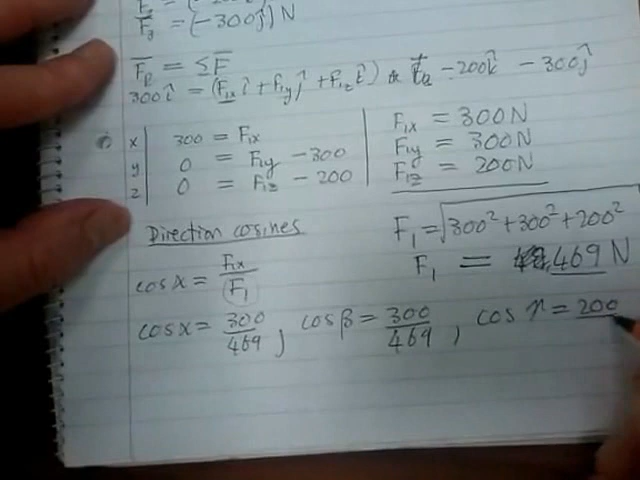 F₃ = (-300ĵ) N
F_R = ΣF
300î = (F₁ₓ î + F₁y ĵ + F₁z k̂) -200k̂ - 300ĵ
x | 300 = F₁ₓ
y | 0 = F₁y - 300
z | 0 = F₁z - 200
F₁ₓ = 300N
F₁y = 300N
F₁z = 200N
F₁ = √300² + 300² + 200²
F₁ = 469 N
Direction cosines
cos α = F₁ₓ / F₁
cos α = 300/469, cos β = 300/469, cos γ = 200